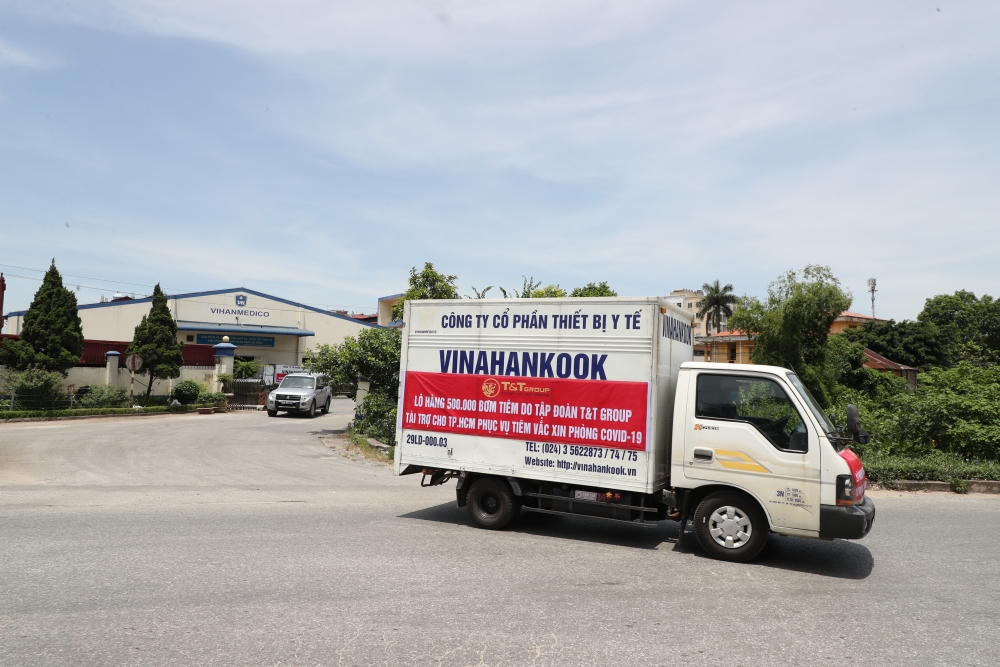 VIHANMEDICO
CÔNG TY CỔ PHẦN THIẾT BỊ Y TẾ
VINAHANKOOK
VINAHANKOOK
T&T GROUP
LÔ HÀNG 500.000 BƠM TIÊM DO TẬP ĐOÀN T&T GROUP
TÀI TRỢ CHO TP.HCM PHỤC VỤ TIÊM VẮC XIN PHÒNG COVID-19
29LD-000.03
TEL: (024) 3 5622873 / 74 / 75
Website: http://vinahankook.vn
3N